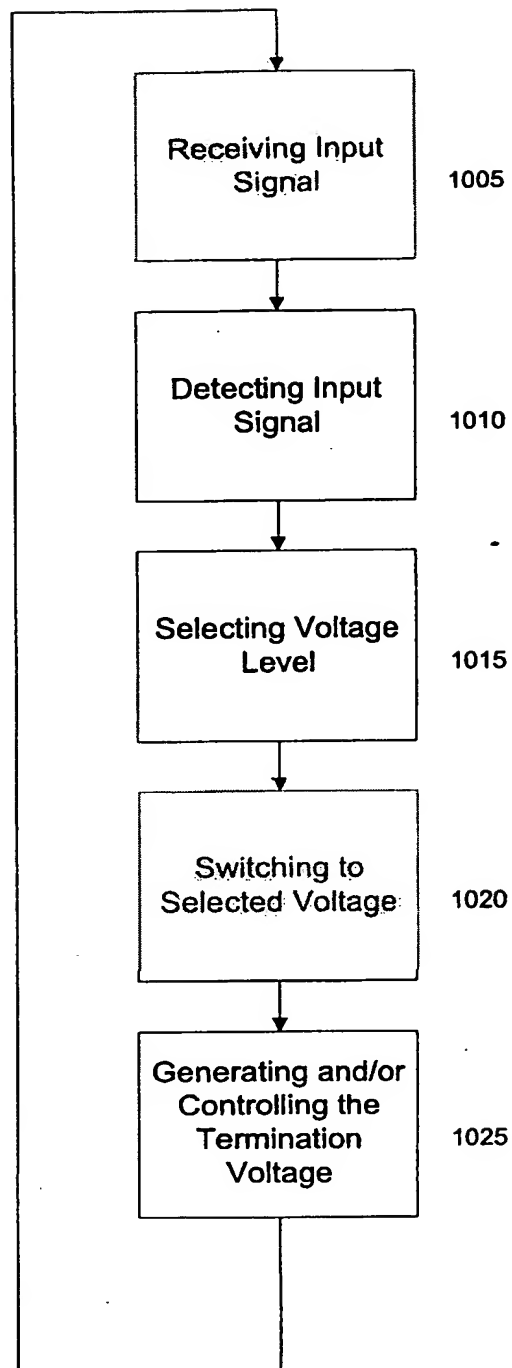 Receiving Input
Signal
1005
Detecting Input
Signal
1010
Selecting Voltage
Level
1015
Switching to
Selected Voltage
1020
Generating and/or
Controlling the
Termination
Voltage
1025